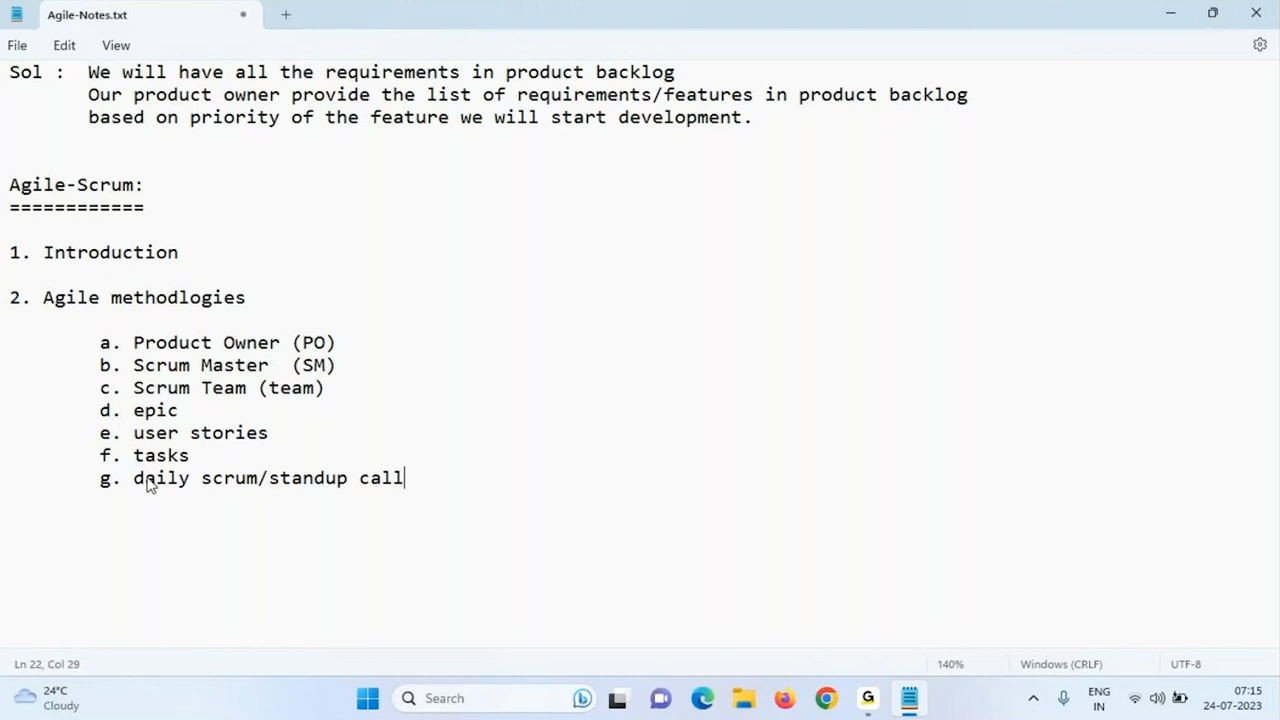 Agile-Notes.txt
File Edit View
Sol : We will have all the requirements in product backlog
Our product owner provide the list of requirements/features in product backlog
based on priority of the feature we will start development.
Agile-Scrum:
============
1. Introduction
2. Agile methodlogies
a. Product Owner (PO)
b. Scrum Master (SM)
c. Scrum Team (team)
d. epic
e. user stories
f. tasks
g. daily scrum/standup call
Ln 22, Col 29 140% Windows (CRLF) UTF-8
24°C
Cloudy
Search
G
ENG
IN
07:15
24-07-2023